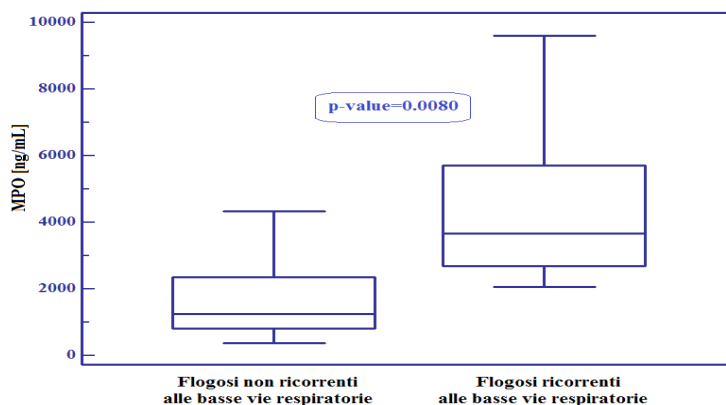 10000
8000
6000
4000
2000
0
MPO [ng/mL]
p-value=0.0080
Flogosi non ricorrenti
alle basse vie respiratorie
Flogosi ricorrenti
alle basse vie respiratorie